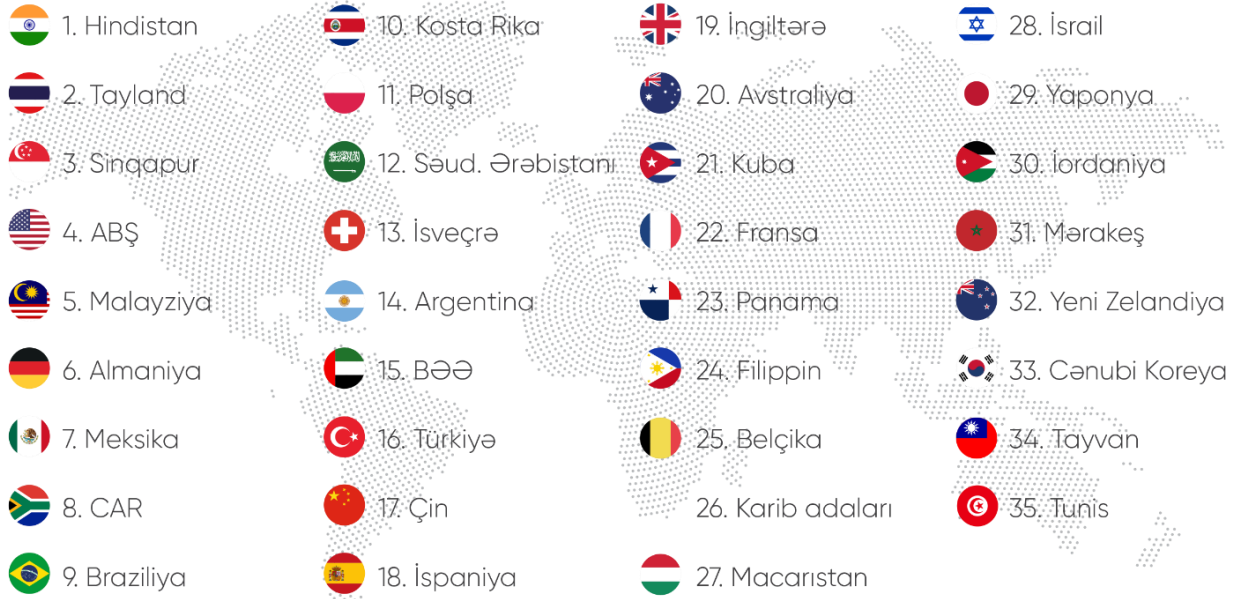 1. Hindistan
2. Tayland
3. Sinqapur
4. ABŞ
5. Malayziya
6. Almaniya
7. Meksika
8. CAR
9. Braziliya
10. Kosta Rika
11. Polşa
12. Səud. Ərəbistanı
13. İsveçrə
14. Argentina
15. BƏƏ
16. Türkiyə
17. Çin
18. İspaniya
19. İngiltərə
20. Avstraliya
21. Kuba
22. Fransa
23. Panama
24. Filippin
25. Belçika
26. Karib adaları
27. Macarıstan
28. İsrail
29. Yaponya
30. İordaniya
31. Mərakeş
32. Yeni Zelandiya
33. Cənubi Koreya
34. Tayvan
35. Tunis